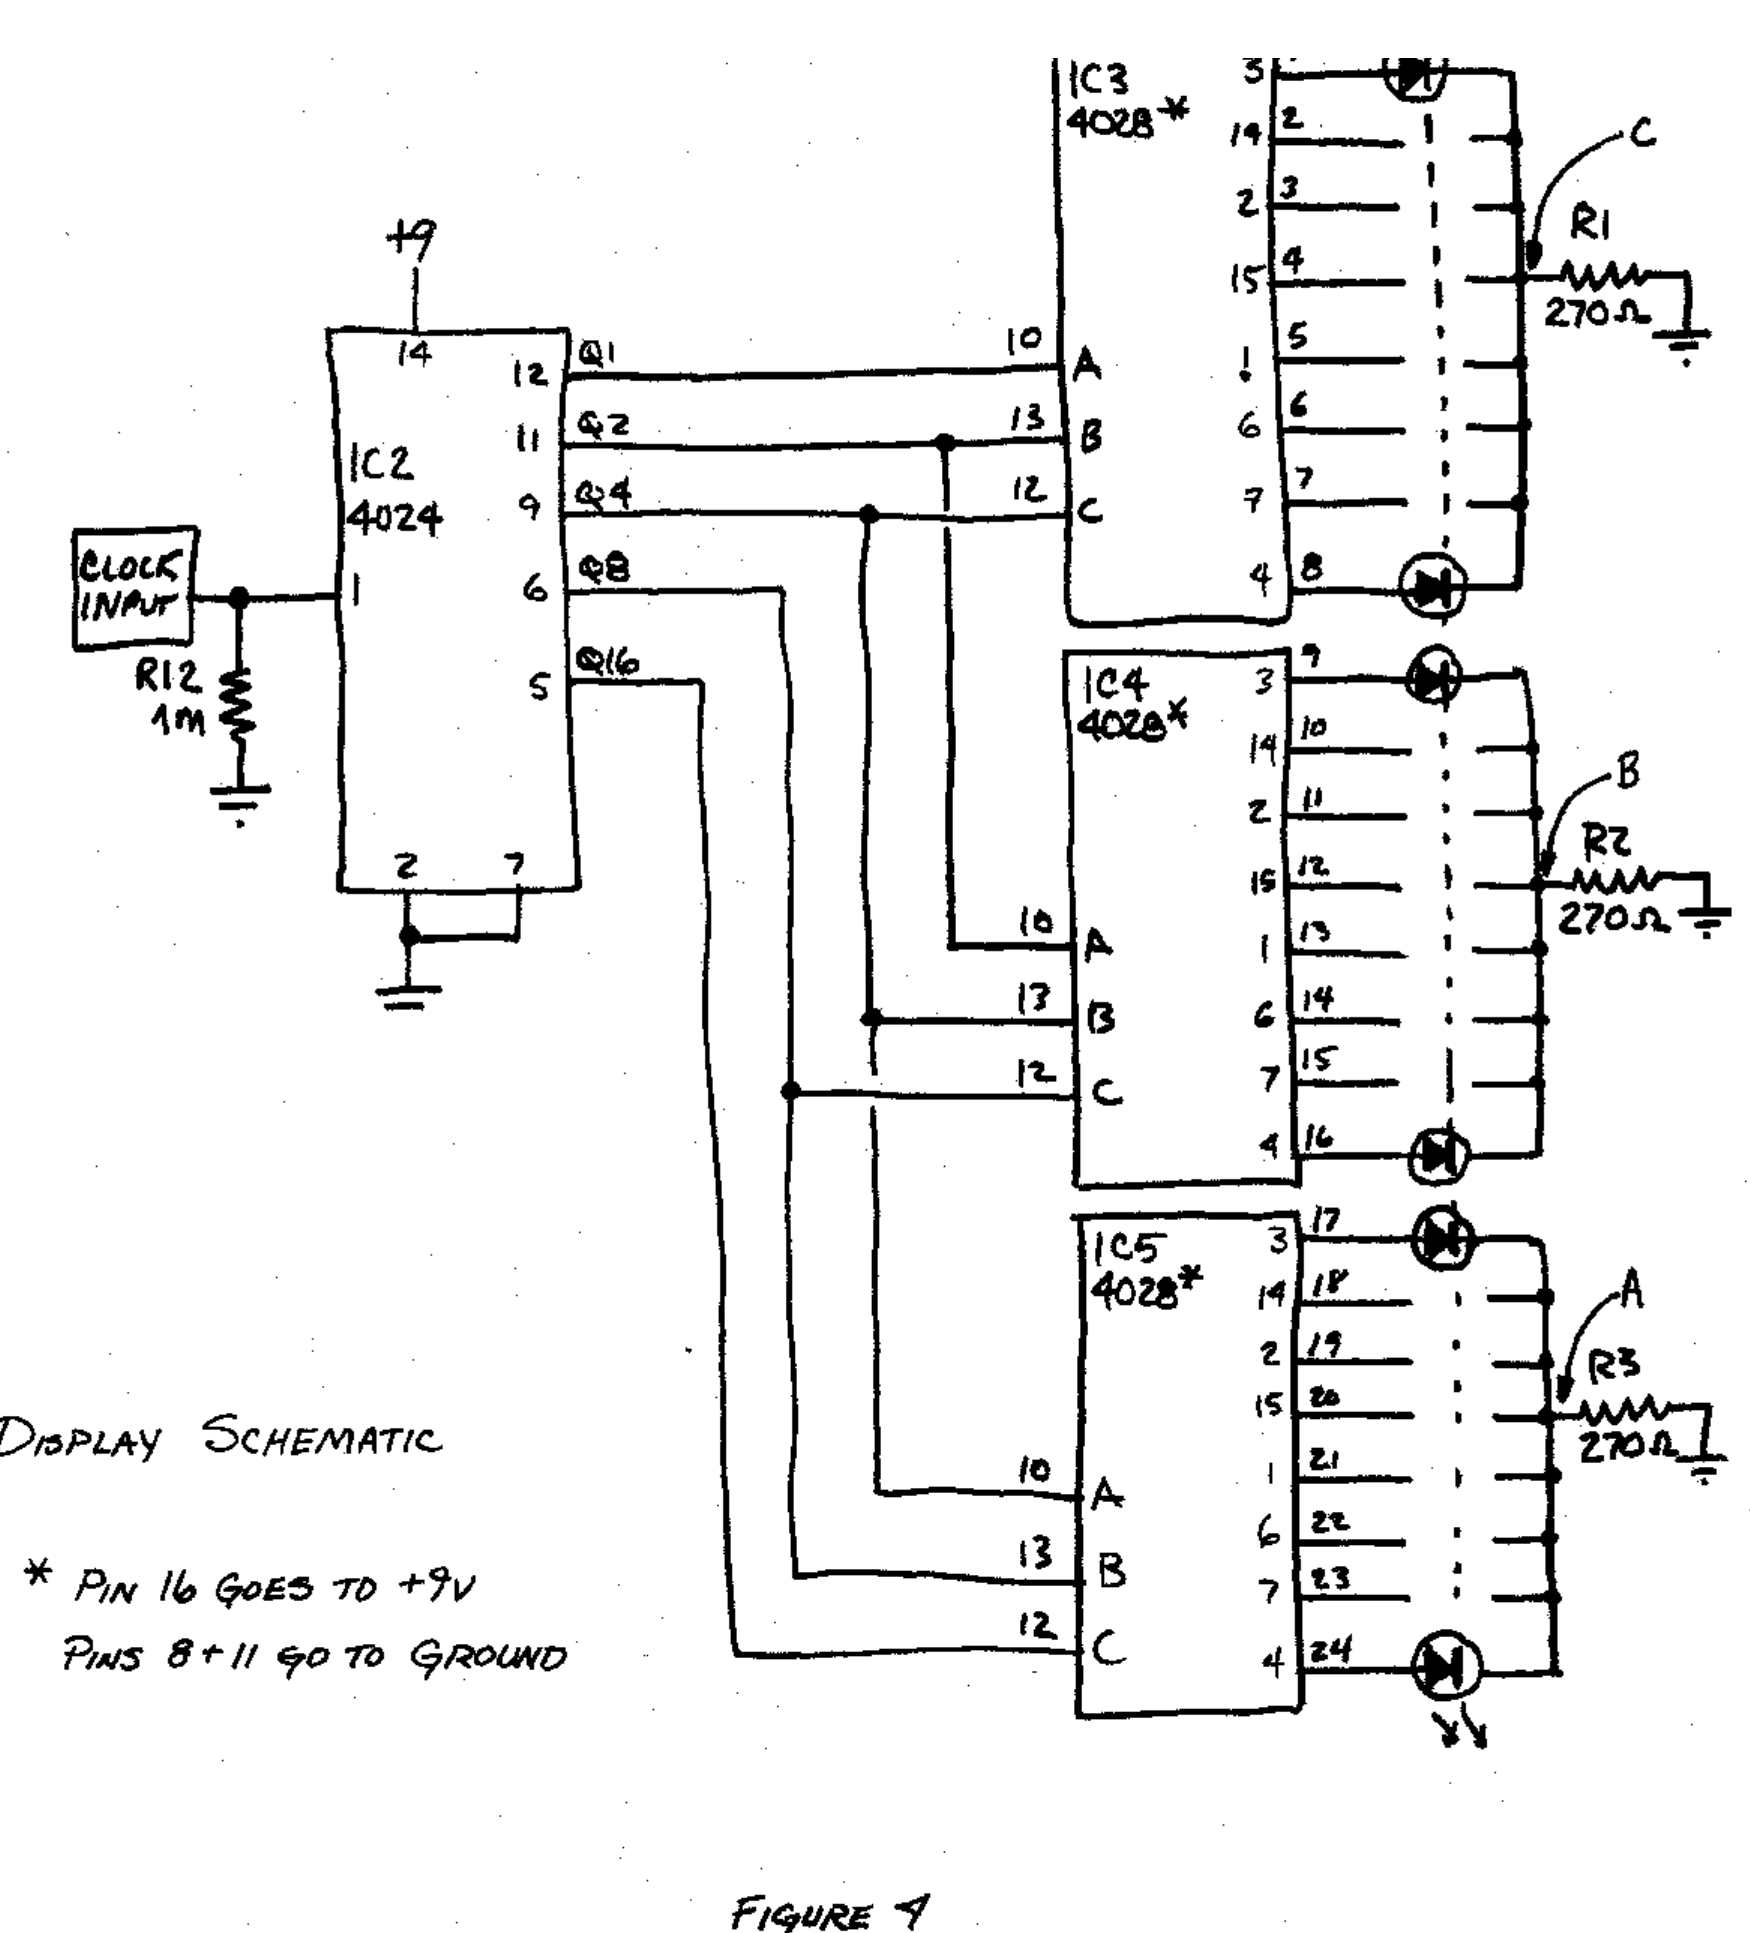 IC3
4028*
3
14 2
2 3
15 4
1 5
6 6
7 7
4 8
C
R1
270Ω
+9
14
12 Q1
11 Q2
9 Q4
6 Q8
5 Q16
IC2
4024
1
2 7
CLOCK
INPUT
R12
1M
10 A
13 B
12 C
IC4
4028*
3 9
14 10
2 11
15 12
1 13
6 14
7 15
4 16
B
R2
270Ω
10 A
13 B
12 C
IC5
4028*
3 17
14 18
2 19
15 20
1 21
6 22
7 23
4 24
A
R3
270Ω
10 A
13 B
12 C
DISPLAY SCHEMATIC
* PIN 16 GOES TO +9V
PINS 8+11 GO TO GROUND
FIGURE 4